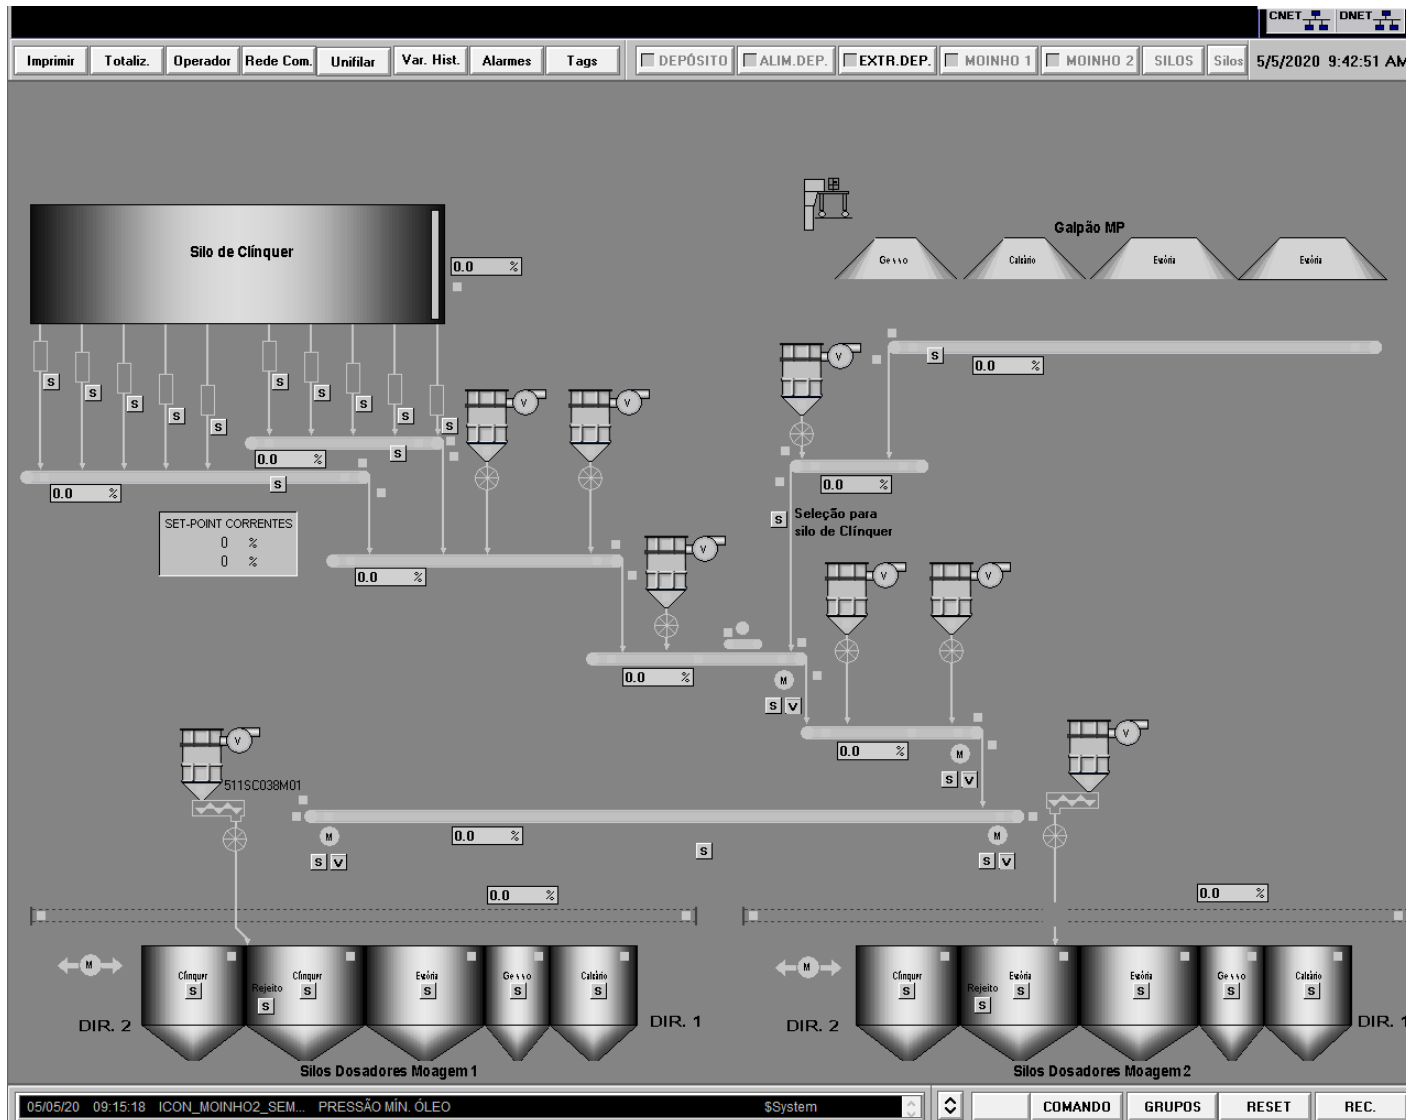 CNET DNET
Imprimir Totaliz. Operador Rede Com. Unifilar Var. Hist. Alarmes Tags DEPÓSITO ALIM.DEP. EXTR.DEP. MOINHO 1 MOINHO 2 SILOS Silos 5/5/2020 9:42:51 AM
Galpão MP
Silo de Clínquer
Gesso Calcário Escória Escória
0.0 %
V
S 0.0 %
S S S S S S S S S S
V V
S
0.0 % S
0.0 % S
0.0 %
S Seleção para
silo de Clínquer
SET-POINT CORRENTES
0 %
0 %
V
0.0 %
V V
0.0 %
M
S V
V V
0.0 % M
S V
511SC038M01
M 0.0 % M
S V S S V
0.0 % 0.0 %
M M
Clínquer Clínquer Escória Gesso Calcário Clínquer Escória Escória Gesso Calcário
S S S S S S S S S
Rejeito Rejeito
S S
DIR. 2 DIR. 1 DIR. 2 DIR. 1
Silos Dosadores Moagem 1 Silos Dosadores Moagem 2
05/05/20 09:15:18 ICON_MOINHO2_SEM... PRESSÃO MÍN. ÓLEO $System COMANDO GRUPOS RESET REC.